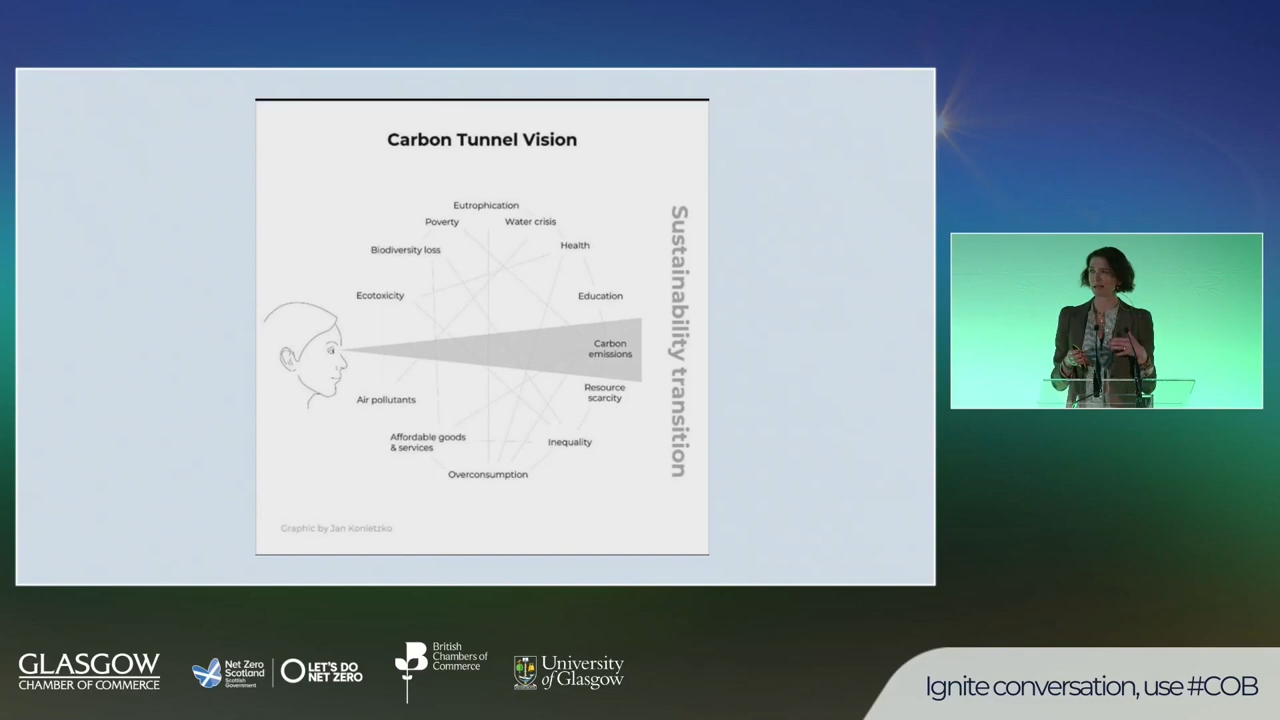 Carbon Tunnel Vision
Eutrophication
Poverty
Water crisis
Biodiversity loss
Health
Ecotoxicity
Education
Carbon
emissions
Resource
scarcity
Air pollutants
Affordable goods
& services
Inequality
Overconsumption
Sustainability transition
Graphic by Jan Konietzko
GLASGOW
CHAMBER OF COMMERCE
Net Zero
Scotland
Scottish
Government
LET'S DO
NET ZERO
British
Chambers of
Commerce
University
of Glasgow
Ignite conversation, use #COB